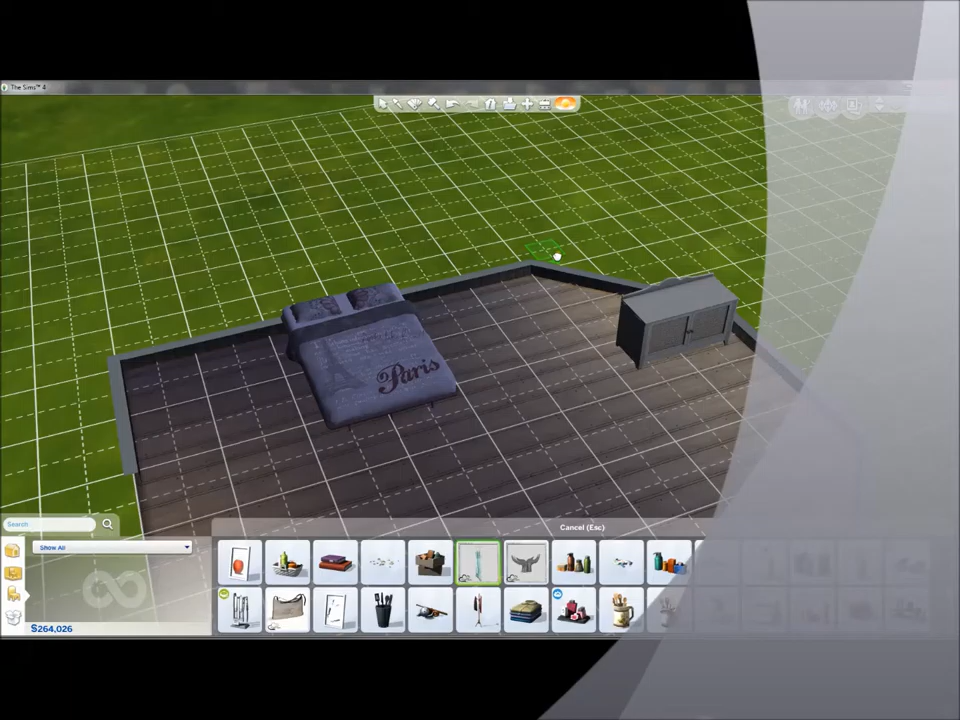 The Sims™ 4
Paris
Cancel (Esc)
Search
Show All
§264,026